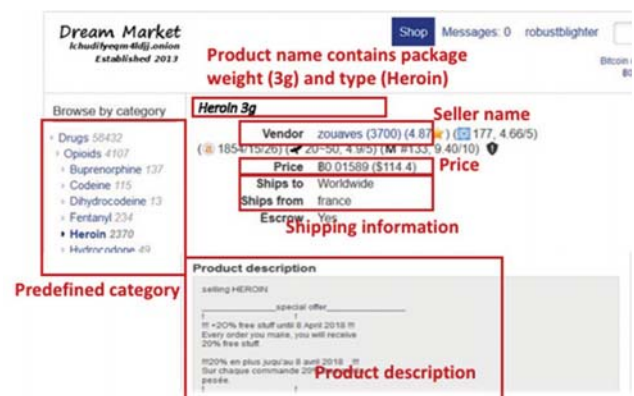 Dream Market
Established 2013
Shop Messages: 0 robustblighter
Product name contains package
weight (3g) and type (Heroin)
Bitcoin
Browse by category
Heroin 3g
Seller name
Drugs 58432
Vendor zouaves (3700) (4.87) (177, 4.66/5)
Opioids 4107
(1854/15/26) (20~50, 4.9/5) (M #133, 9.40/10)
Buprenorphine 137
Price ฿0.01589 ($114.4)
Price
Codeine 115
Ships to Worldwide
Dihydrocodeine 13
Ships from france
Fentanyl 234
Escrow Yes
Heroin 2370
Shipping information
Hydrocodone 49
Product description
Predefined category
selling HEROIN
special offer
!!! +20% free stuff until 8 April 2018 !!!
Every order you make, you will receive
20% free stuff.
!!!20% en plus juqu'au 8 avril 2018 !!!
Sur chaque commande 20%
Product description
pesée.